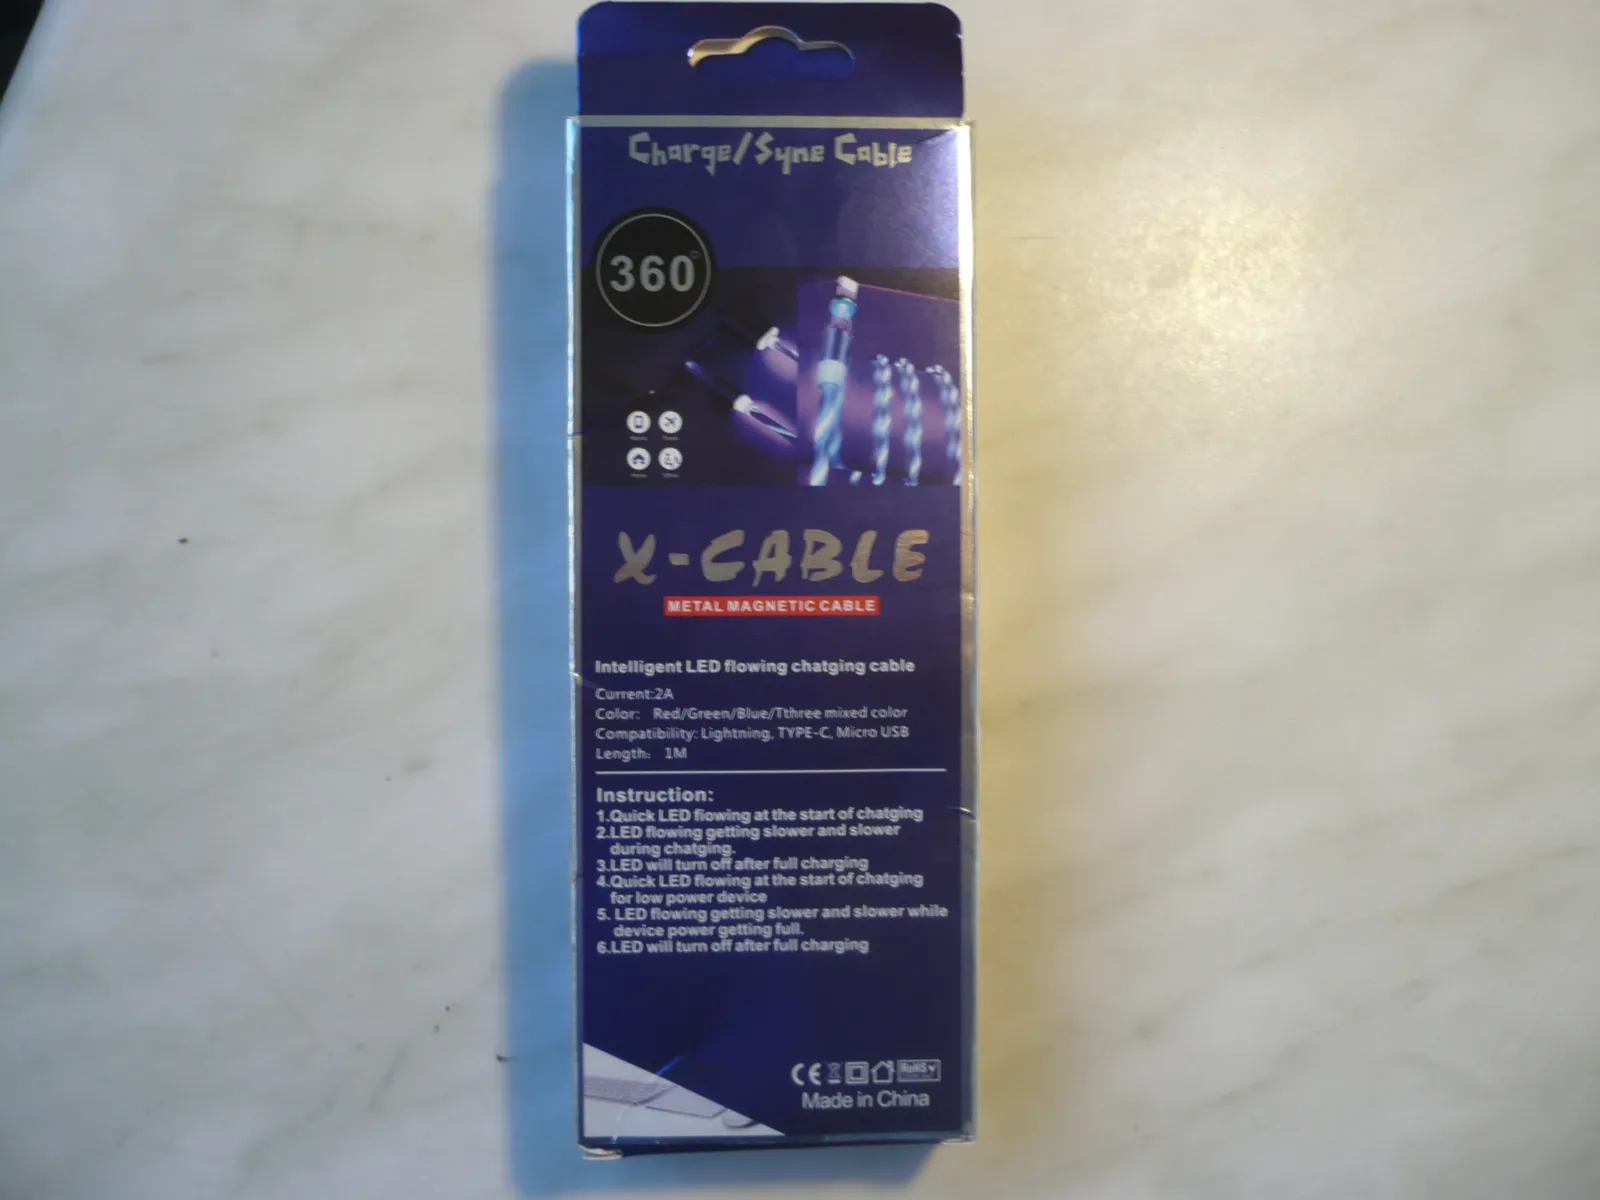 Charge/Syne Cable
360°
X-CABLE
METAL MAGNETIC CABLE
Intelligent LED flowing chatging cable
Current:2A
Color: Red/Green/Blue/Tthree mixed color
Compatibility: Lightning, TYPE-C, Micro USB
Length: 1M
Instruction:
1.Quick LED flowing at the start of chatging
2.LED flowing getting slower and slower
during chatging.
3.LED will turn off after full charging
4.Quick LED flowing at the start of chatging
for low power device
5. LED flowing getting slower and slower while
device power getting full.
6.LED will turn off after full charging
CE RoHS
Made in China